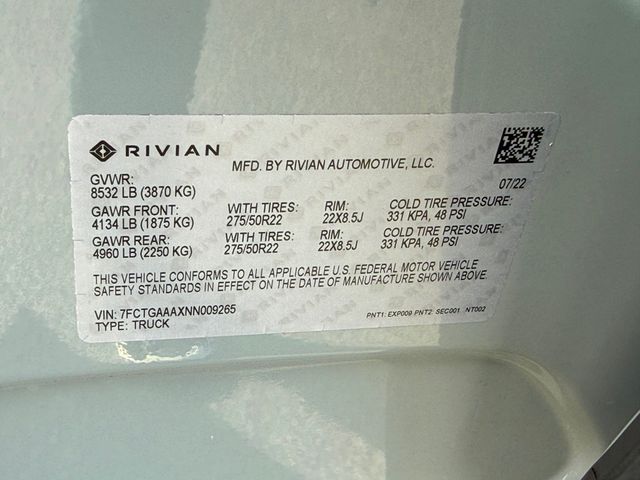 RIVIAN
MFD. BY RIVIAN AUTOMOTIVE, LLC.
07/22
GVWR:
8532 LB (3870 KG)
GAWR FRONT: WITH TIRES: RIM: COLD TIRE PRESSURE:
4134 LB (1875 KG) 275/50R22 22X8.5J 331 KPA, 48 PSI
GAWR REAR: WITH TIRES: RIM: COLD TIRE PRESSURE:
4960 LB (2250 KG) 275/50R22 22X8.5J 331 KPA, 48 PSI
THIS VEHICLE CONFORMS TO ALL APPLICABLE U.S. FEDERAL MOTOR VEHICLE
SAFETY STANDARDS IN EFFECT ON THE DATE OF MANUFACTURE SHOWN ABOVE.
VIN: 7FCTGAAAXNN009265
TYPE: TRUCK
PNT1: EXP009 PNT2: SEC001 NT002